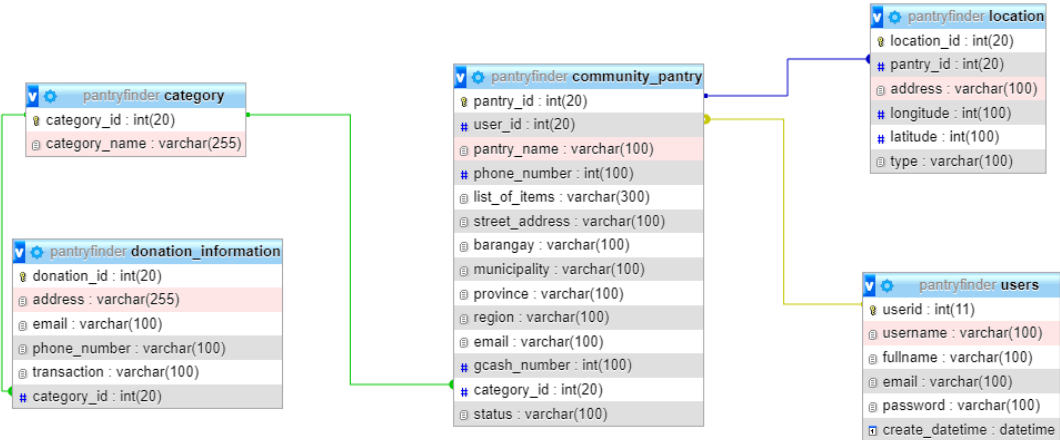 pantryfinder location
location_id : int(20)
pantry_id : int(20)
address : varchar(100)
longitude : int(100)
latitude : int(100)
type : varchar(100)
pantryfinder community_pantry
pantry_id : int(20)
user_id : int(20)
pantry_name : varchar(100)
phone_number : int(100)
list_of_items : varchar(300)
street_address : varchar(100)
barangay : varchar(100)
municipality : varchar(100)
province : varchar(100)
region : varchar(100)
email : varchar(100)
gcash_number : int(100)
category_id : int(20)
status : varchar(100)
pantryfinder category
category_id : int(20)
category_name : varchar(255)
pantryfinder donation_information
donation_id : int(20)
address : varchar(255)
email : varchar(100)
phone_number : varchar(100)
transaction : varchar(100)
category_id : int(20)
pantryfinder users
userid : int(11)
username : varchar(100)
fullname : varchar(100)
email : varchar(100)
password : varchar(100)
create_datetime : datetime